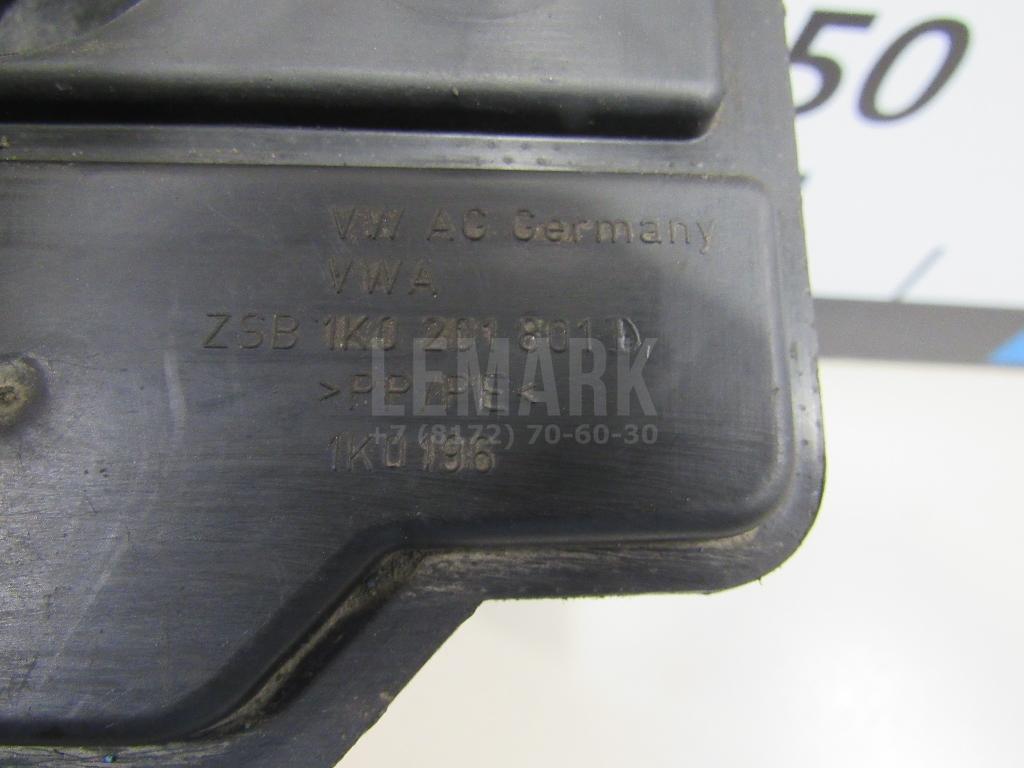 50
VW AG Germany
VWA
ZSB 1K0 201 801 D
LEMARK
>PP/PE<
+7 (8172) 70-60-30
1K0 196